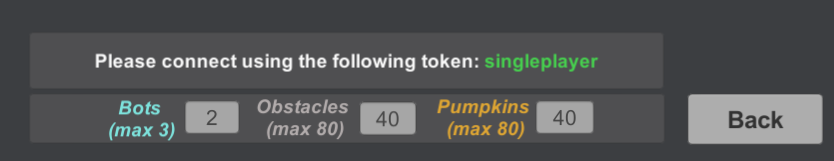 Please connect using the following token: singleplayer
Bots (max 3) 2 Obstacles (max 80) 40 Pumpkins (max 80) 40 Back